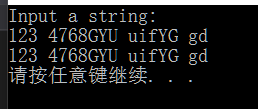 Input a string:
123 4768GYU uifYG gd
123 4768GYU uifYG gd
请按任意键继续. . .